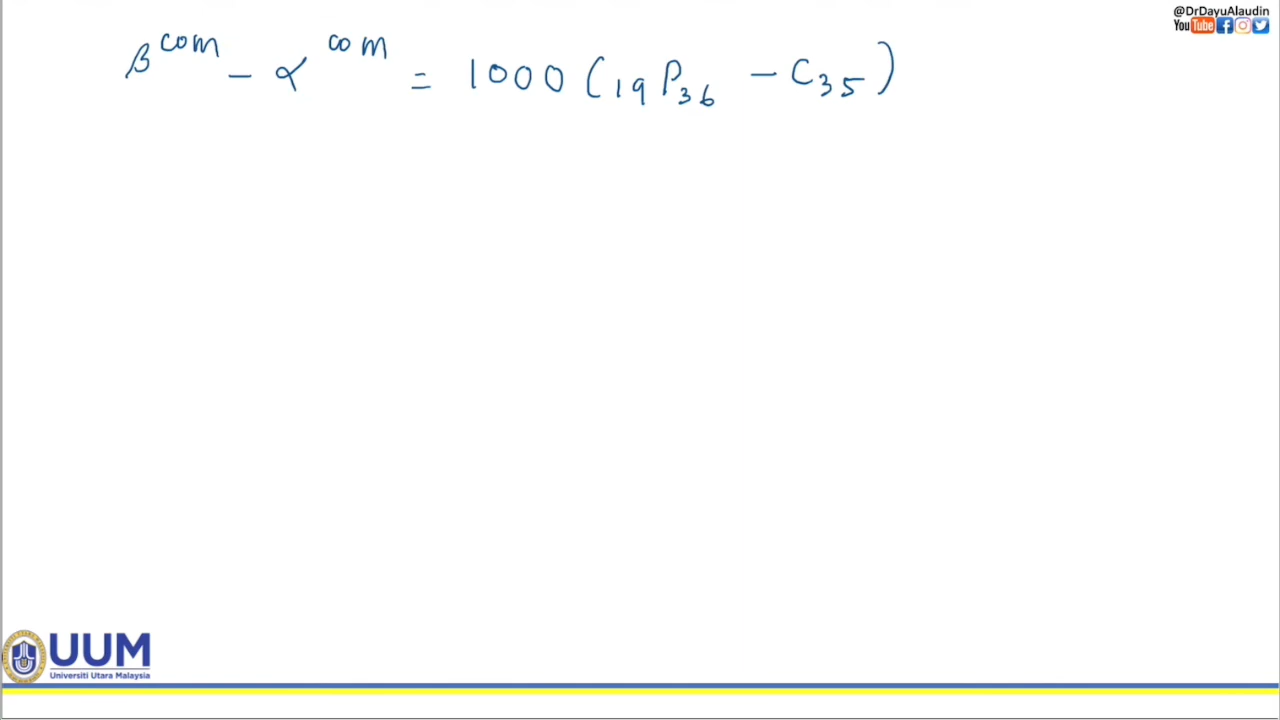 @DrDayuAlaudin
YouTube
β^com - α^com = 1000 (₁₉P₃₆ - C₃₅)
UUM
Universiti Utara Malaysia